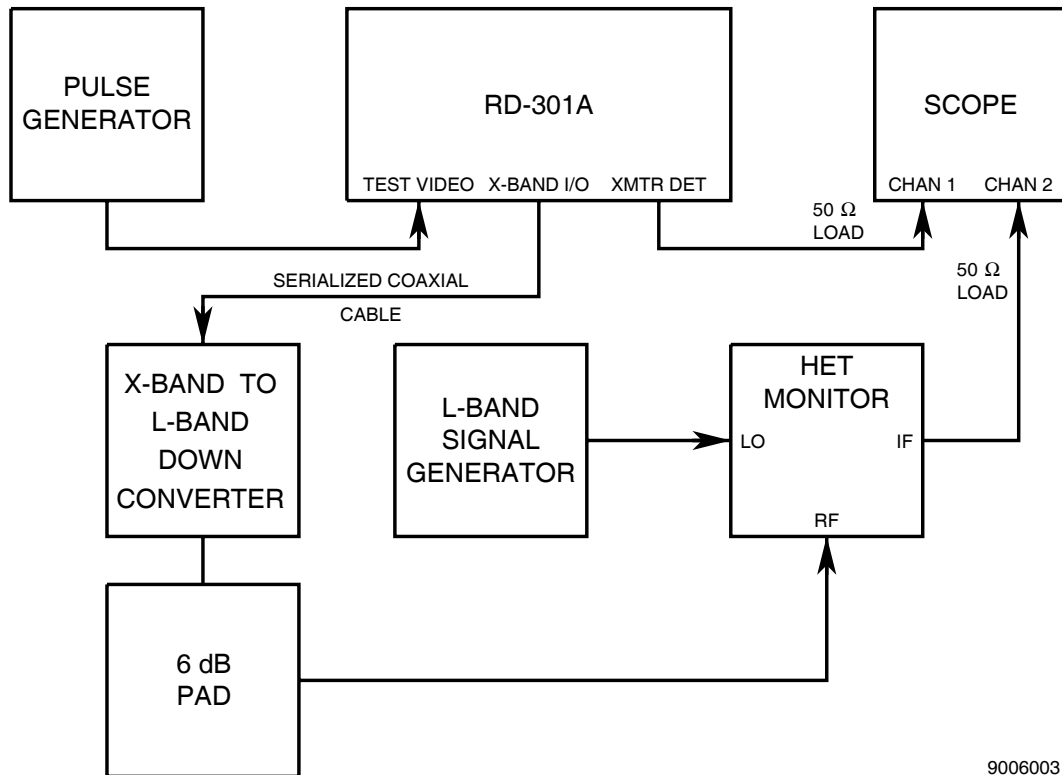 PULSE
GENERATOR
RD-301A
TEST VIDEO X-BAND I/O XMTR DET
SCOPE
CHAN 1 CHAN 2
50 Ω
LOAD
50 Ω
LOAD
SERIALIZED COAXIAL
CABLE
X-BAND TO
L-BAND
DOWN
CONVERTER
L-BAND
SIGNAL
GENERATOR
HET
MONITOR
LO IF
RF
6 dB
PAD
9006003